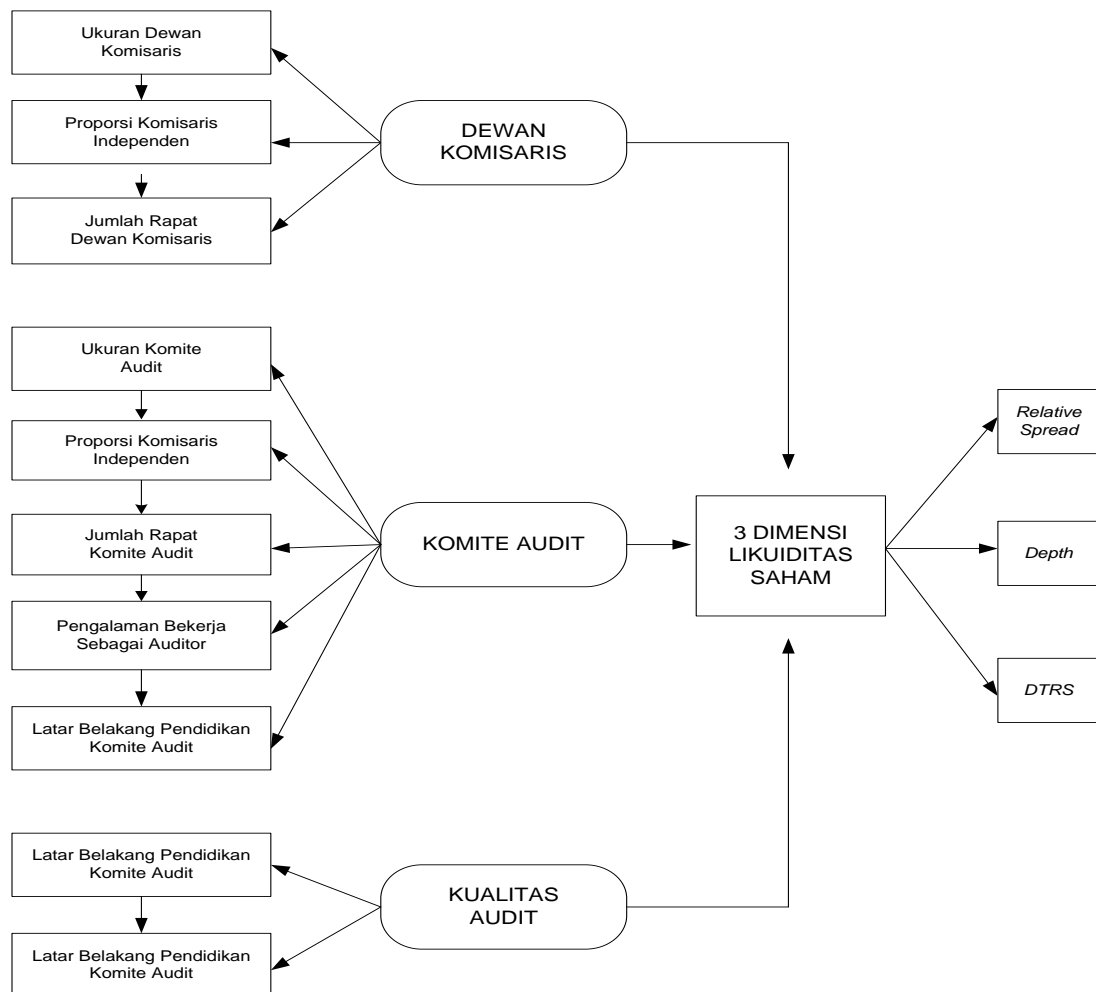 Ukuran Dewan
Komisaris
Proporsi Komisaris
Independen
Jumlah Rapat
Dewan Komisaris
DEWAN
KOMISARIS
Ukuran Komite
Audit
Proporsi Komisaris
Independen
Jumlah Rapat
Komite Audit
Pengalaman Bekerja
Sebagai Auditor
Latar Belakang Pendidikan
Komite Audit
KOMITE AUDIT
3 DIMENSI
LIKUIDITAS
SAHAM
Relative
Spread
Depth
DTRS
Latar Belakang Pendidikan
Komite Audit
Latar Belakang Pendidikan
Komite Audit
KUALITAS
AUDIT